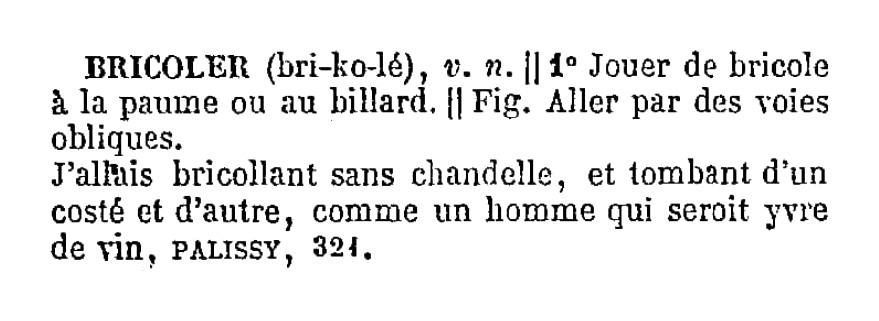 BRICOLER (bri-ko-lé), v. n. || 1° Jouer de bricole
à la paume ou au billard. || Fig. Aller par des voies
obliques.
J'allais bricollant sans chandelle, et tombant d'un
costé et d'autre, comme un homme qui seroit yvre
de vin, PALISSY, 321.